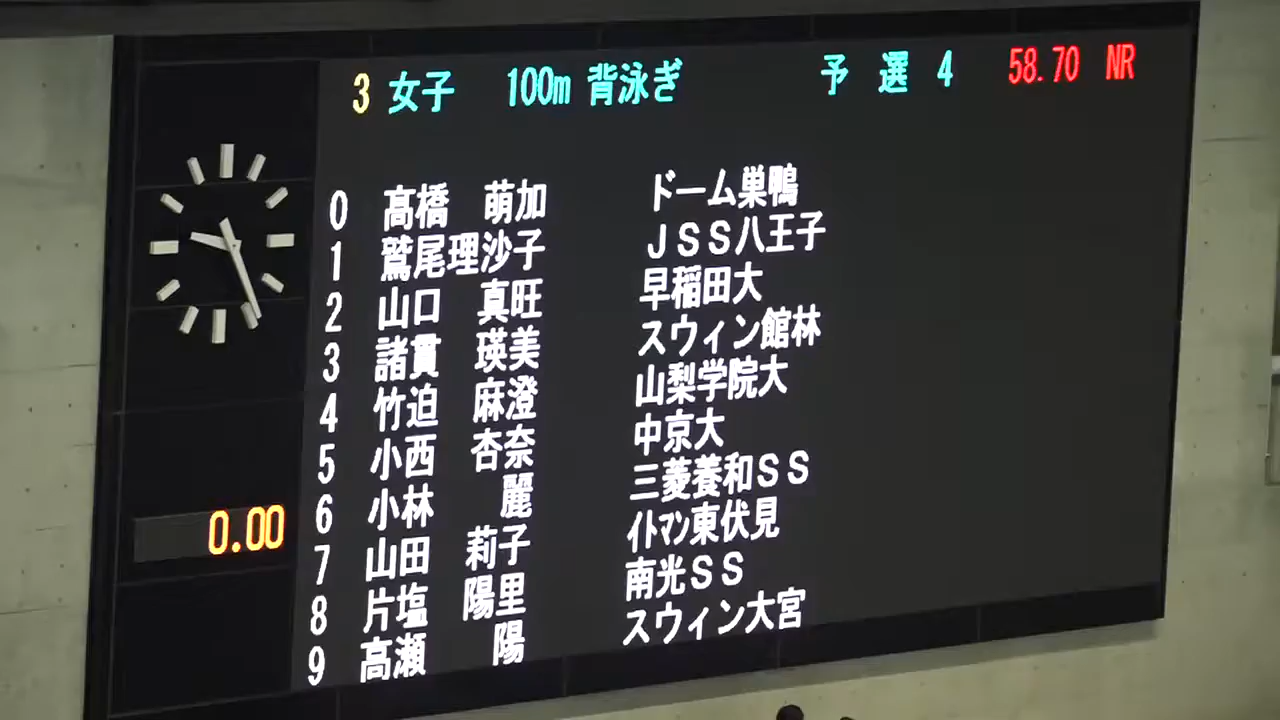 3 女子 100m 背泳ぎ 予 選 4 58.70 NR
0 髙橋 萌加 ドーム巣鴨
1 鷲尾理沙子 JSS八王子
2 山口 真旺 早稲田大
3 諸貫 瑛美 スウィン館林
4 竹迫 麻澄 山梨学院大
5 小西 杏奈 中京大
6 小林 麗 三菱養和SS
7 山田 莉子 イトマン東伏見
8 片塩 陽里 南光SS
9 高瀬 陽 スウィン大宮
0.00